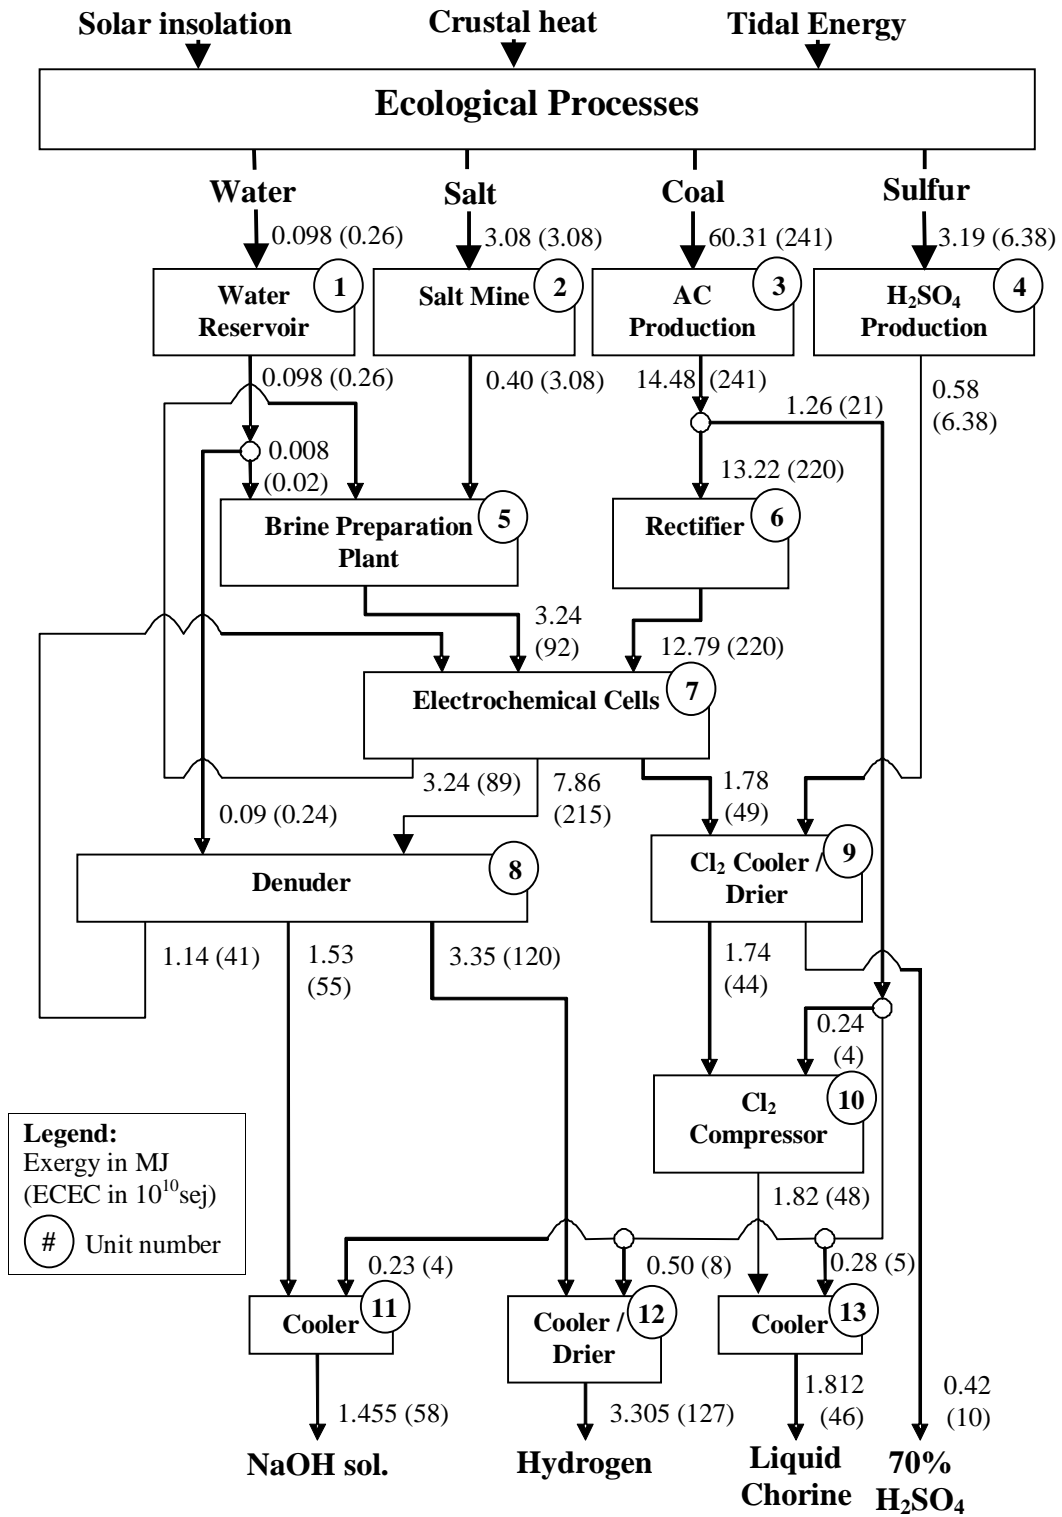 Solar insolation
Crustal heat
Tidal Energy
Ecological Processes
Water
Salt
Coal
Sulfur
0.098 (0.26)
3.08 (3.08)
60.31 (241)
3.19 (6.38)
Water
Reservoir
1
Salt Mine
2
AC
Production
3
H₂SO₄
Production
4
0.098 (0.26)
0.40 (3.08)
14.48 (241)
1.26 (21)
0.58
(6.38)
0.008
(0.02)
13.22 (220)
Brine Preparation
Plant
5
Rectifier
6
3.24
(92)
12.79 (220)
Electrochemical Cells
7
3.24 (89)
7.86
(215)
1.78
(49)
0.09 (0.24)
Denuder
8
Cl₂ Cooler /
Drier
9
1.14 (41)
1.53
(55)
3.35 (120)
1.74
(44)
0.24
(4)
Cl₂
Compressor
10
Legend:
Exergy in MJ
(ECEC in 10¹⁰sej)
# Unit number
1.82 (48)
0.23 (4)
0.50 (8)
0.28 (5)
Cooler
11
Cooler /
Drier
12
Cooler
13
1.455 (58)
3.305 (127)
1.812
(46)
0.42
(10)
NaOH sol.
Hydrogen
Liquid
Chorine
70%
H₂SO₄